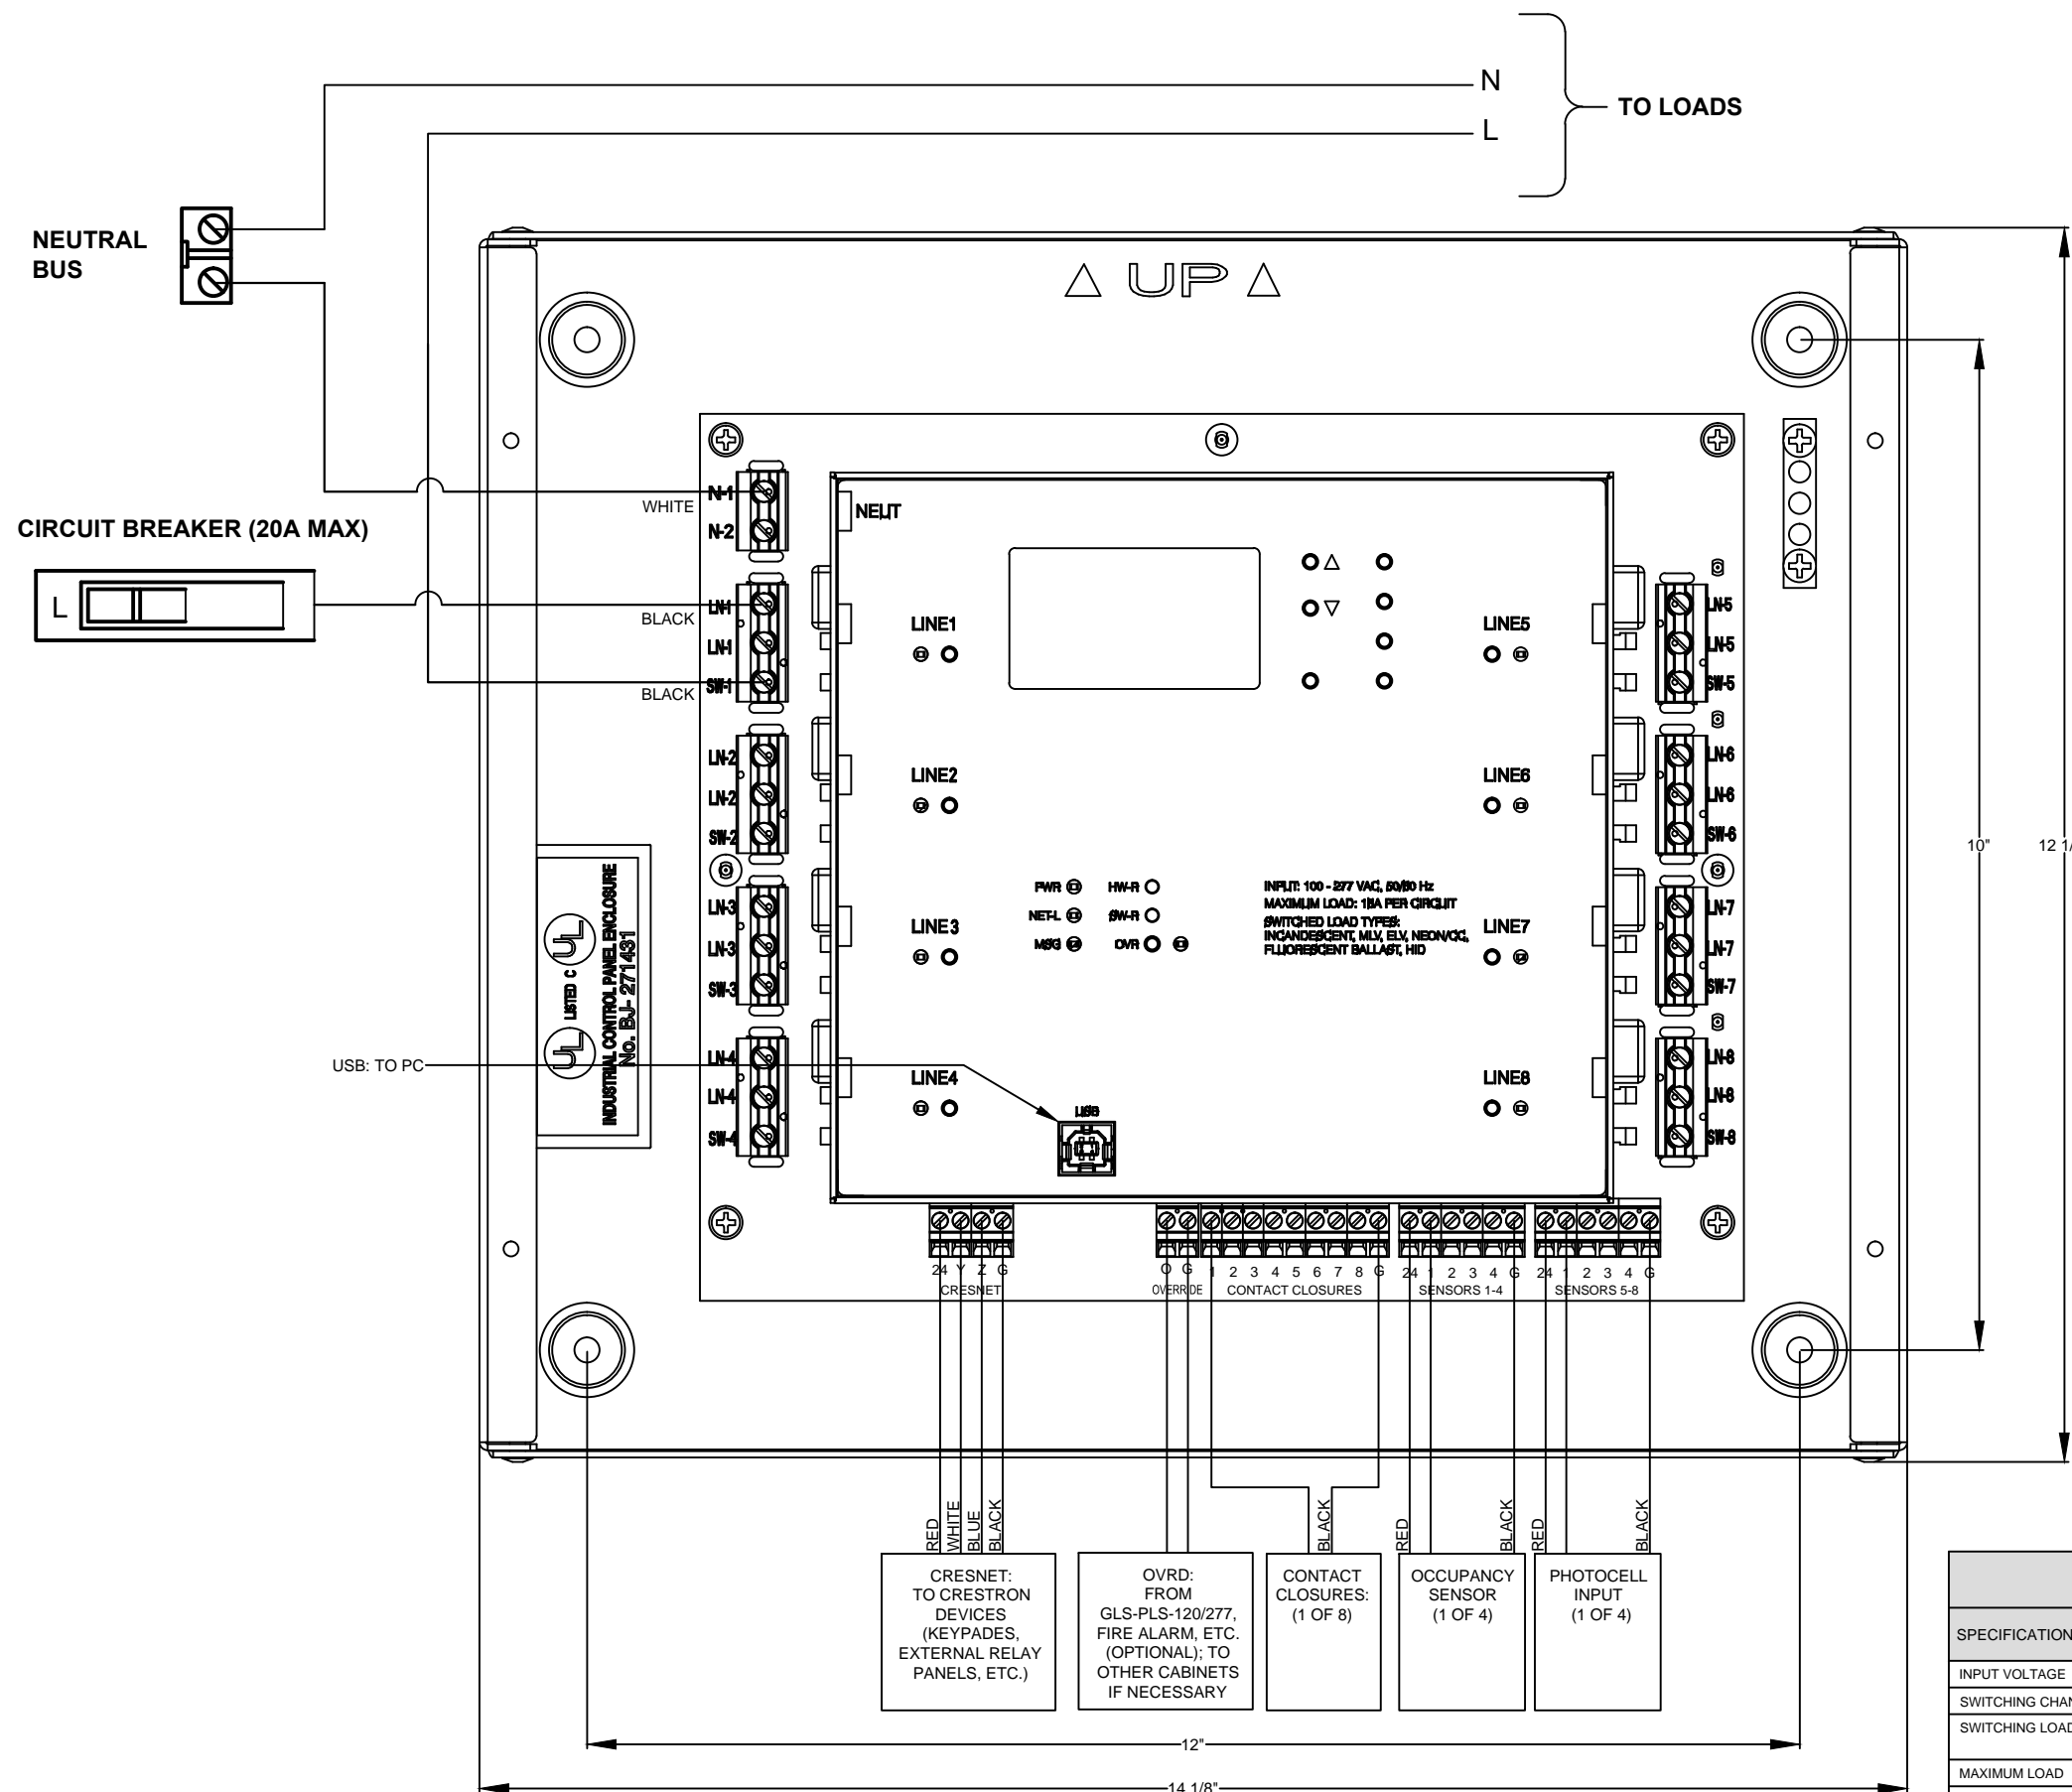 N
TO LOADS
L
NEUTRAL
BUS
△ UP △
CIRCUIT BREAKER (20A MAX)
L
WHITE
BLACK
BLACK
N-1
N-2
LN-1
LN-1
SW-1
LN-2
LN-2
SW-2
LN-3
LN-3
SW-3
LN-4
LN-4
SW-4
NEUT
LINE1
LINE2
LINE3
LINE4
△
▽
LINE5
LINE6
LINE7
LINE8
LN-5
LN-5
SW-5
LN-6
LN-6
SW-6
LN-7
LN-7
SW-7
LN-8
LN-8
SW-8
PWR
HW-R
NET-L
SW-R
MSG
OVR
INPUT: 100 - 277 VAC, 50/60 Hz
MAXIMUM LOAD: 16A PER CIRCUIT
SWITCHED LOAD TYPES:
INCANDESCENT, MLV, ELV, NEON/CC,
FLUORESCENT BALLAST, HID
UL LISTED C UL
INDUSTRIAL CONTROL PANEL ENCLOSURE
No. BJ- 271431
USB: TO PC
USB
10"
12 1/
24 Y Z G
CRESNET
O G
OVERRIDE
1 2 3 4 5 6 7 8 G
CONTACT CLOSURES
24 1 2 3 4 G
SENSORS 1-4
24 1 2 3 4 G
SENSORS 5-8
RED
WHITE
BLUE
BLACK
BLACK
RED
BLACK
RED
BLACK
CRESNET:
TO CRESTRON
DEVICES
(KEYPADES,
EXTERNAL RELAY
PANELS, ETC.)
OVRD:
FROM
GLS-PLS-120/277,
FIRE ALARM, ETC.
(OPTIONAL); TO
OTHER CABINETS
IF NECESSARY
CONTACT
CLOSURES:
(1 OF 8)
OCCUPANCY
SENSOR
(1 OF 4)
PHOTOCELL
INPUT
(1 OF 4)
12"
14 1/8"
SPECIFICATION
INPUT VOLTAGE
SWITCHING CHAN
SWITCHING LOAD
MAXIMUM LOAD